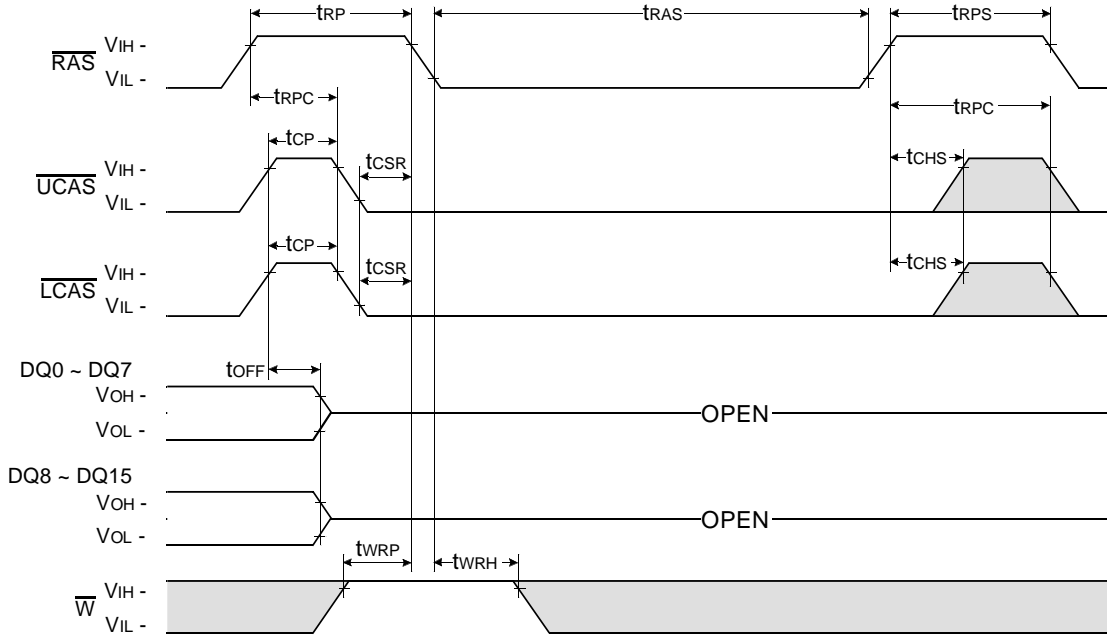 tRP
tRAS
tRPS
RAS
VIH -
VIL -
tRPC
tRPC
tCP
tCSR
tCHS
UCAS
VIH -
VIL -
tCP
tCSR
tCHS
LCAS
VIH -
VIL -
DQ0 ~ DQ7
tOFF
VOH -
VOL -
OPEN
DQ8 ~ DQ15
VOH -
VOL -
OPEN
tWRP
tWRH
W
VIH -
VIL -